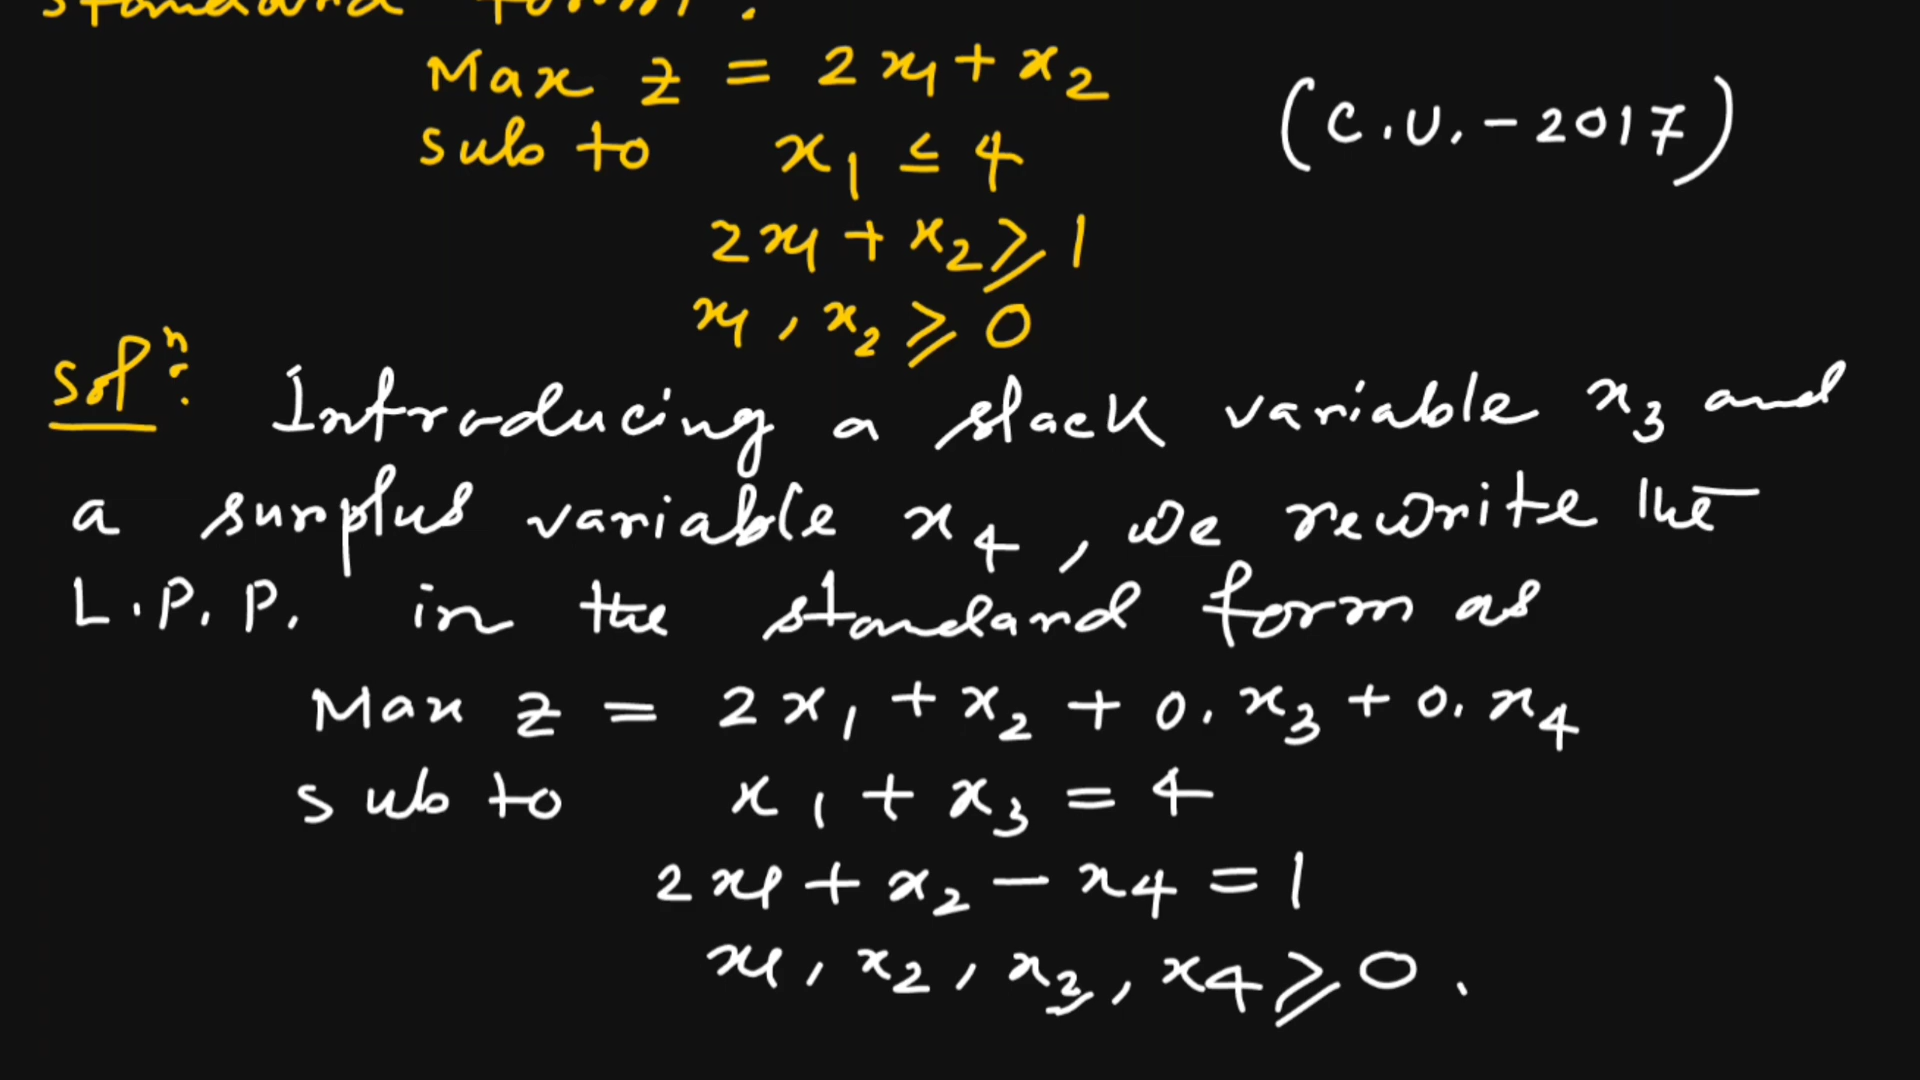 standard form.
Max z = 2x₁ + x₂
sub to x₁ ≤ 4 (C.U. - 2017)
2x₁ + x₂ ≥ 1
x₁, x₂ ≥ 0
Solⁿ: Introducing a slack variable x₃ and
a surplus variable x₄, we rewrite the
L.P.P. in the standard form as
Max z = 2x₁ + x₂ + 0.x₃ + 0.x₄
sub to x₁ + x₃ = 4
2x₁ + x₂ - x₄ = 1
x₁, x₂, x₃, x₄ ≥ 0.